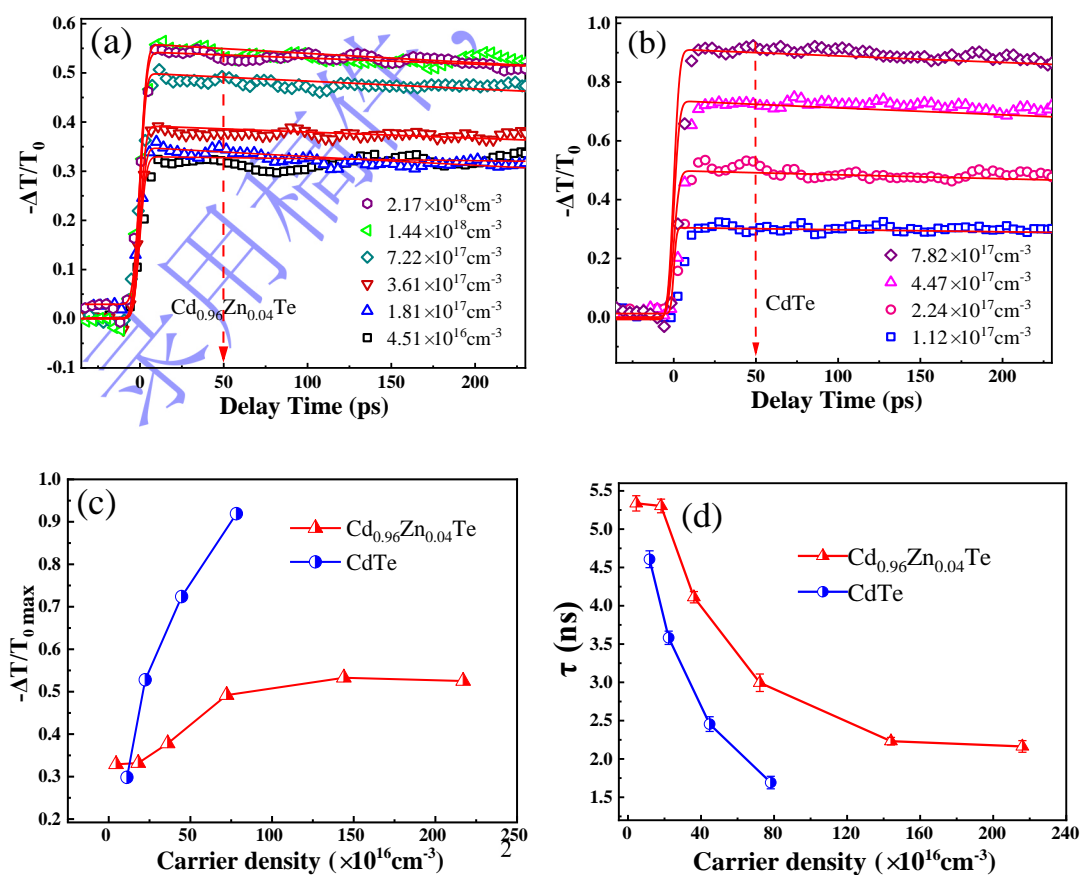 (a)
-ΔT/T0
0.6
0.5
0.4
0.3
0.2
0.1
0.0
-0.1
2.17×10^18cm^-3
1.44×10^18cm^-3
7.22×10^17cm^-3
3.61×10^17cm^-3
1.81×10^17cm^-3
4.51×10^16cm^-3
Cd0.96Zn0.04Te
0 50 100 150 200
Delay Time (ps)
(b)
-ΔT/T0
1.0
0.8
0.6
0.4
0.2
0.0
7.82×10^17cm^-3
4.47×10^17cm^-3
2.24×10^17cm^-3
1.12×10^17cm^-3
CdTe
0 50 100 150 200
Delay Time (ps)
(c)
-ΔT/T0 max
1.0
0.9
0.8
0.7
0.6
0.5
0.4
0.3
0.2
Cd0.96Zn0.04Te
CdTe
0 50 100 150 200 250
Carrier density (×10^16cm^-3
2
(d)
τ (ns)
5.5
5.0
4.5
4.0
3.5
3.0
2.5
2.0
1.5
Cd0.96Zn0.04Te
CdTe
0 40 80 120 160 200 240
Carrier density (×10^16cm^-3)